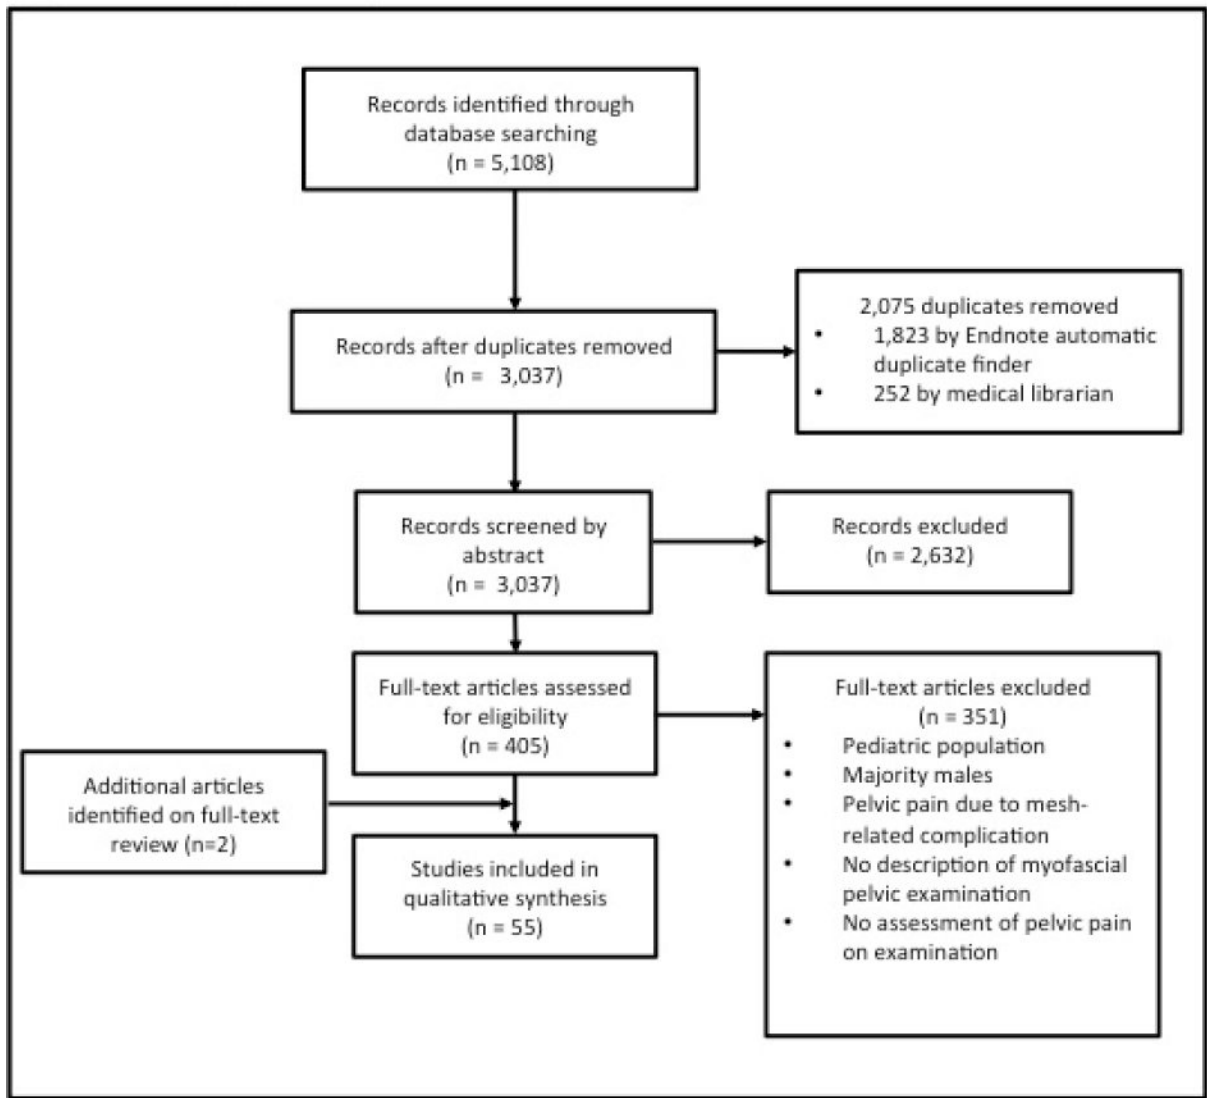 Records identified through
database searching
(n = 5,108)
Records after duplicates removed
(n =   3,037)
2,075 duplicates removed
• 1,823 by Endnote automatic
duplicate finder
• 252 by medical librarian
Records screened by
abstract
(n =  3,037)
Records excluded
(n = 2,632)
Full-text articles assessed
for eligibility
(n = 405)
Full-text articles excluded
(n = 351)
• Pediatric population
• Majority males
• Pelvic pain due to mesh-
related complication
• No description of myofascial
pelvic examination
• No assessment of pelvic pain
on examination
Additional articles
identified on full-text
review (n=2)
Studies included in
qualitative synthesis
(n = 55)